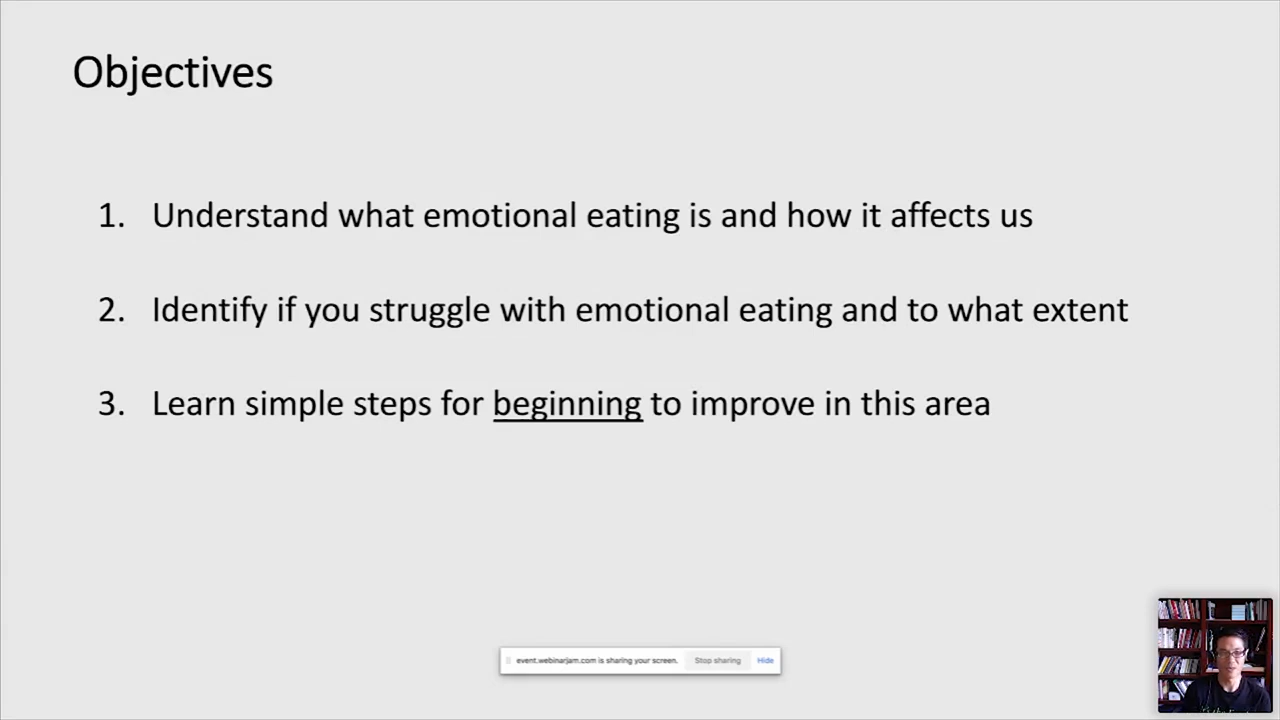 Objectives
1. Understand what emotional eating is and how it affects us
2. Identify if you struggle with emotional eating and to what extent
3. Learn simple steps for beginning to improve in this area
event.webinarjam.com is sharing your screen. Stop sharing Hide